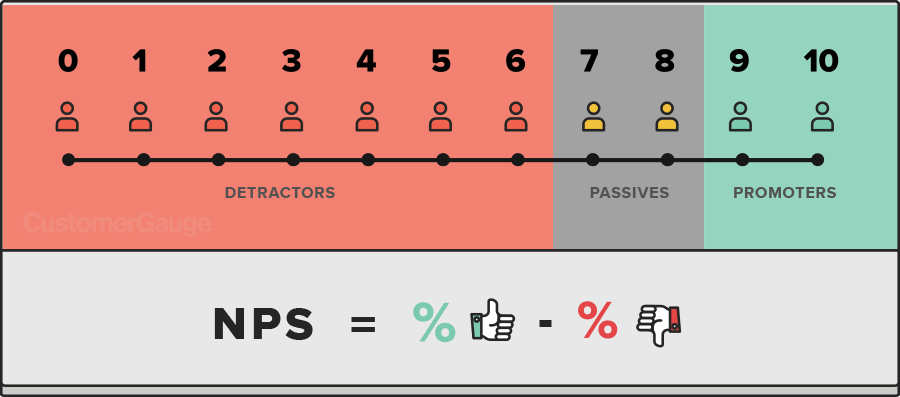 0 1 2 3 4 5 6 7 8 9 10
DETRACTORS PASSIVES PROMOTERS
CustomerGauge
NPS = % - %